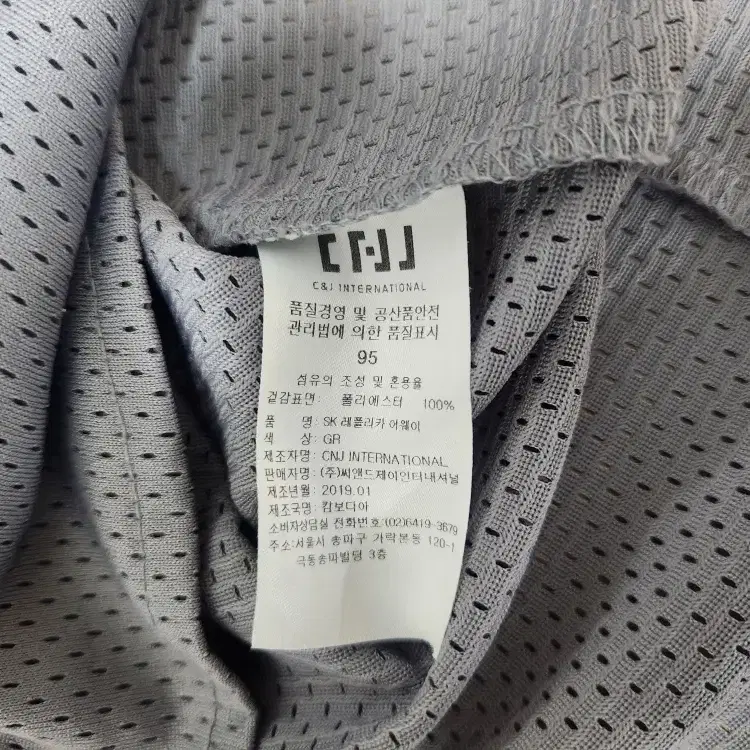 CNJ
C&J INTERNATIONAL
품질경영 및 공산품안전
관리법에 의한 품질표시
95
섬유의 조성 및 혼용율
겉감표면: 폴리에스터 100%
품 명: SK 레플리카 어웨이
색 상: GR
제조자명: CNJ INTERNATIONAL
판매자명: (주)씨앤드제이인터내셔널
제조년월: 2019.01
제조국명: 캄보디아
소비자상담실 전화번호:(02)6419-3679
주소:서울시 송파구 가락본동 120-1
극동송파빌딩 3층